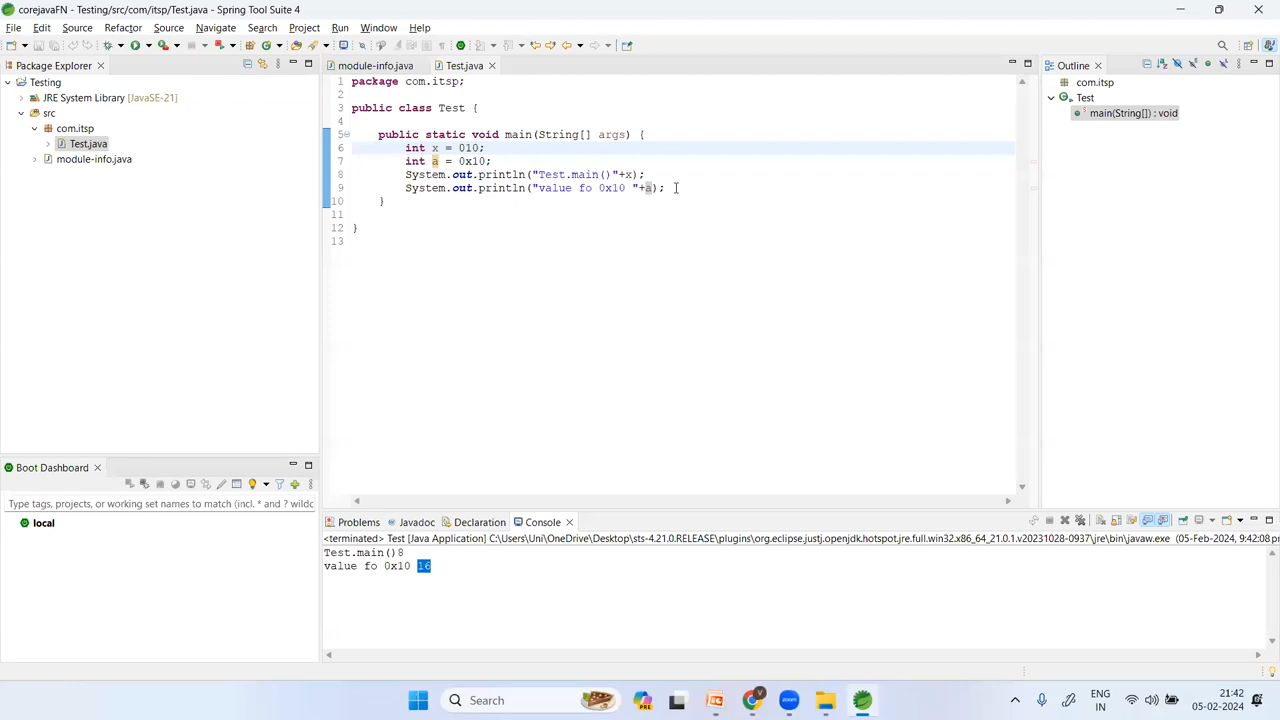 corejavaFN - Testing/src/com/itsp/Test.java - Spring Tool Suite 4
File Edit Source Refactor Source Navigate Search Project Run Window Help
Package Explorer
Testing
JRE System Library [JavaSE-21]
src
com.itsp
Test.java
module-info.java
module-info.java Test.java
1 package com.itsp;
2
3 public class Test {
4
5 public static void main(String[] args) {
6 int x = 010;
7 int a = 0x10;
8 System.out.println("Test.main()"+x);
9 System.out.println("value fo 0x10 "+a);
10 }
11
12 }
13
Outline
com.itsp
Test
main(String[]) : void
Boot Dashboard
Type tags, projects, or working set names to match (incl. * and ? wildc
local
Problems Javadoc Declaration Console
<terminated> Test [Java Application] C:\Users\Uni\OneDrive\Desktop\sts-4.21.0.RELEASE\plugins\org.eclipse.justj.openjdk.hotspot.jre.full.win32.x86_64_21.0.1.v20231028-0937\jre\bin\javaw.exe (05-Feb-2024, 9:42:08 pm
Test.main()8
value fo 0x10 16
Search
PRE
V
ENG
IN
21:42
05-02-2024